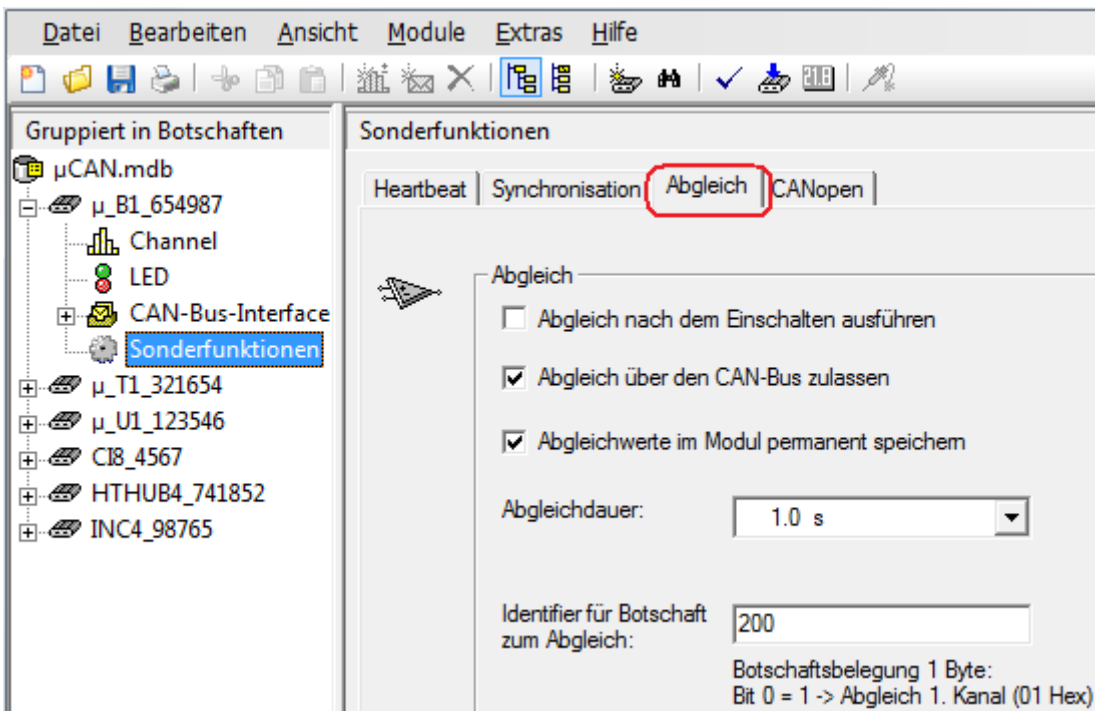 Datei Bearbeiten Ansicht Module Extras Hilfe
Gruppiert in Botschaften
µCAN.mdb
µ_B1_654987
Channel
LED
CAN-Bus-Interface
Sonderfunktionen
µ_T1_321654
µ_U1_123546
CI8_4567
HTHUB4_741852
INC4_98765
Sonderfunktionen
Heartbeat Synchronisation Abgleich CANopen
Abgleich
Abgleich nach dem Einschalten ausführen
Abgleich über den CAN-Bus zulassen
Abgleichwerte im Modul permanent speichern
Abgleichdauer: 1.0 s
Identifier für Botschaft
zum Abgleich: 200
Botschaftsbelegung 1 Byte:
Bit 0 = 1 -> Abgleich 1. Kanal (01 Hex)